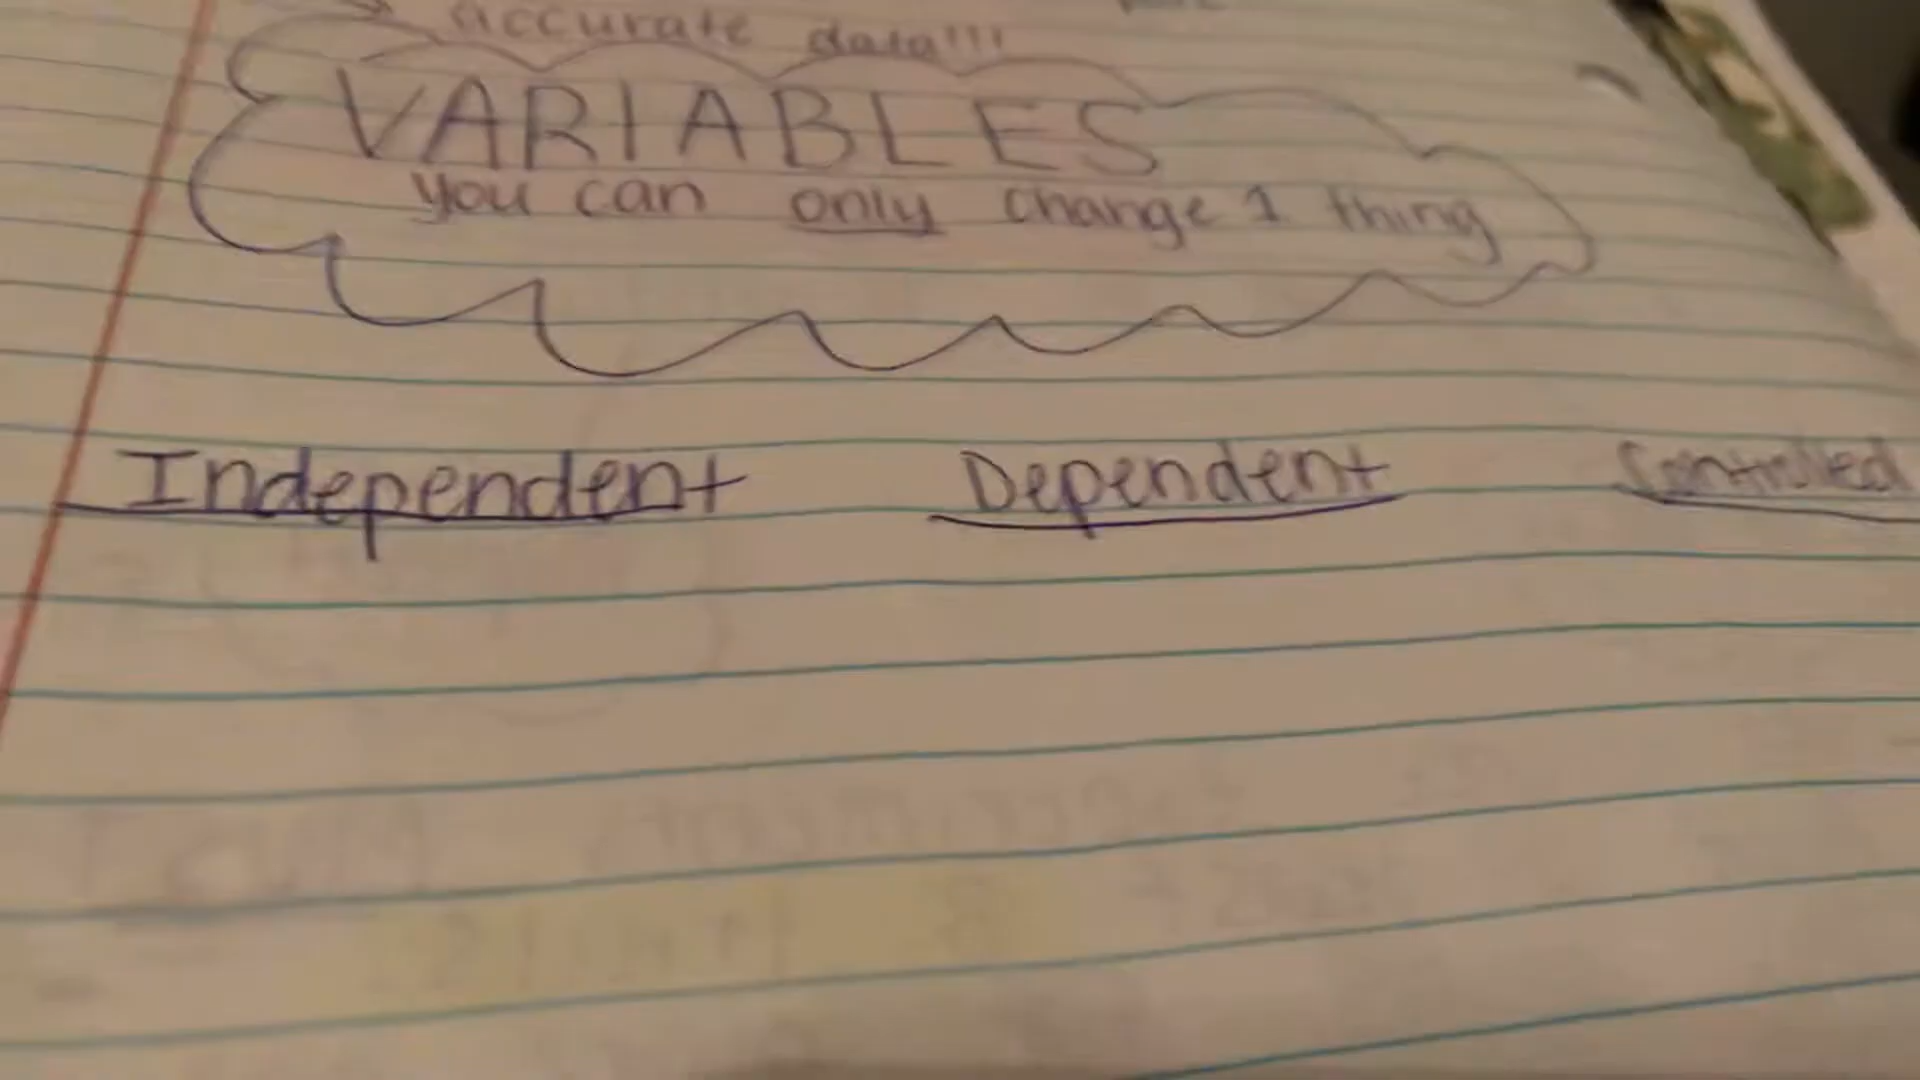 accurate data!!!
VARIABLES
you can only change 1 thing
Independent Dependent Controlled